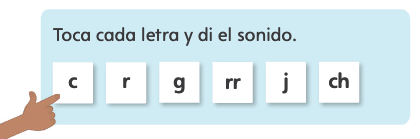 Toca cada letra y di el sonido.
c r g rr j ch